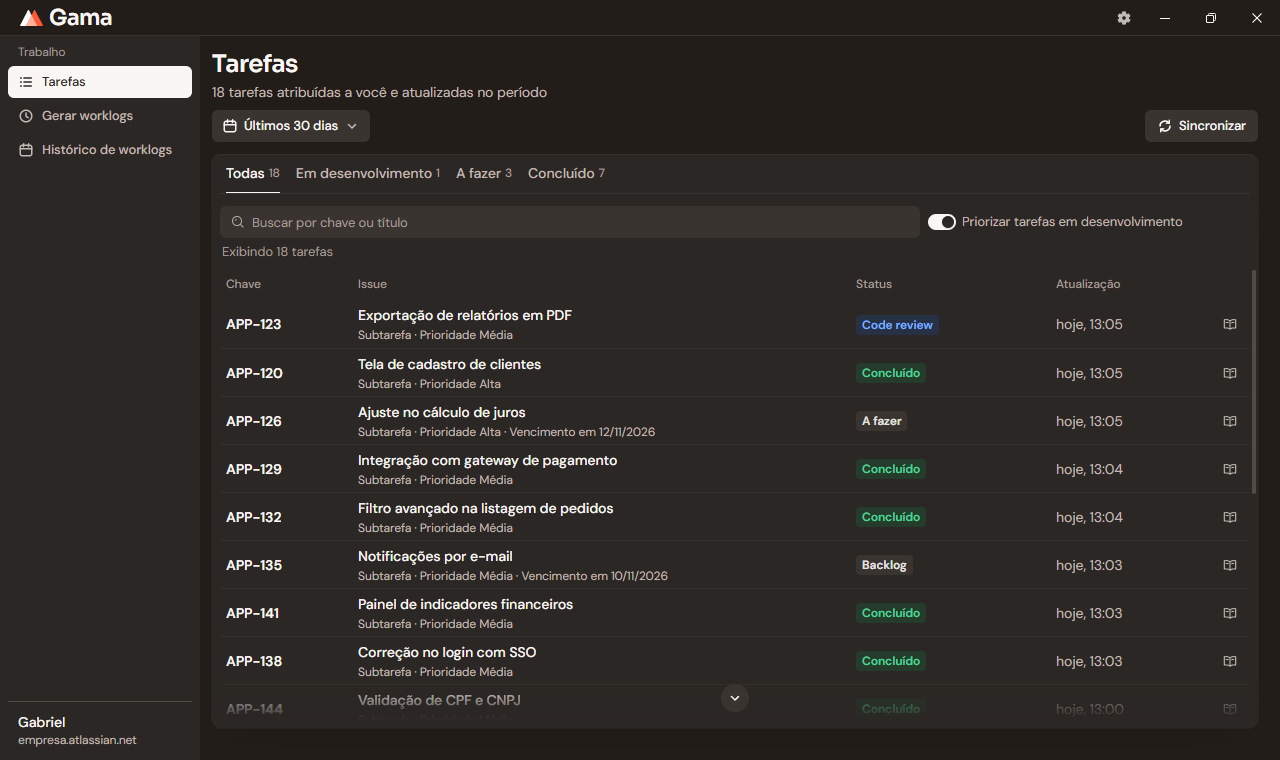 Gama
Trabalho
Tarefas
Gerar worklogs
Histórico de worklogs
Gabriel
empresa.atlassian.net
Tarefas
18 tarefas atribuídas a você e atualizadas no período
Últimos 30 dias
Sincronizar
Todas 18 Em desenvolvimento 1 A fazer 3 Concluído 7
Buscar por chave ou título
Priorizar tarefas em desenvolvimento
Exibindo 18 tarefas
Chave Issue Status Atualização
APP-123 Exportação de relatórios em PDF Code review hoje, 13:05
Subtarefa · Prioridade Média
APP-120 Tela de cadastro de clientes Concluído hoje, 13:05
Subtarefa · Prioridade Alta
APP-126 Ajuste no cálculo de juros A fazer hoje, 13:05
Subtarefa · Prioridade Alta · Vencimento em 12/11/2026
APP-129 Integração com gateway de pagamento Concluído hoje, 13:04
Subtarefa · Prioridade Média
APP-132 Filtro avançado na listagem de pedidos Concluído hoje, 13:04
Subtarefa · Prioridade Média
APP-135 Notificações por e-mail Backlog hoje, 13:03
Subtarefa · Prioridade Média · Vencimento em 10/11/2026
APP-141 Painel de indicadores financeiros Concluído hoje, 13:03
Subtarefa · Prioridade Média
APP-138 Correção no login com SSO Concluído hoje, 13:03
Subtarefa · Prioridade Média
APP-144 Validação de CPF e CNPJ Concluído hoje, 13:00